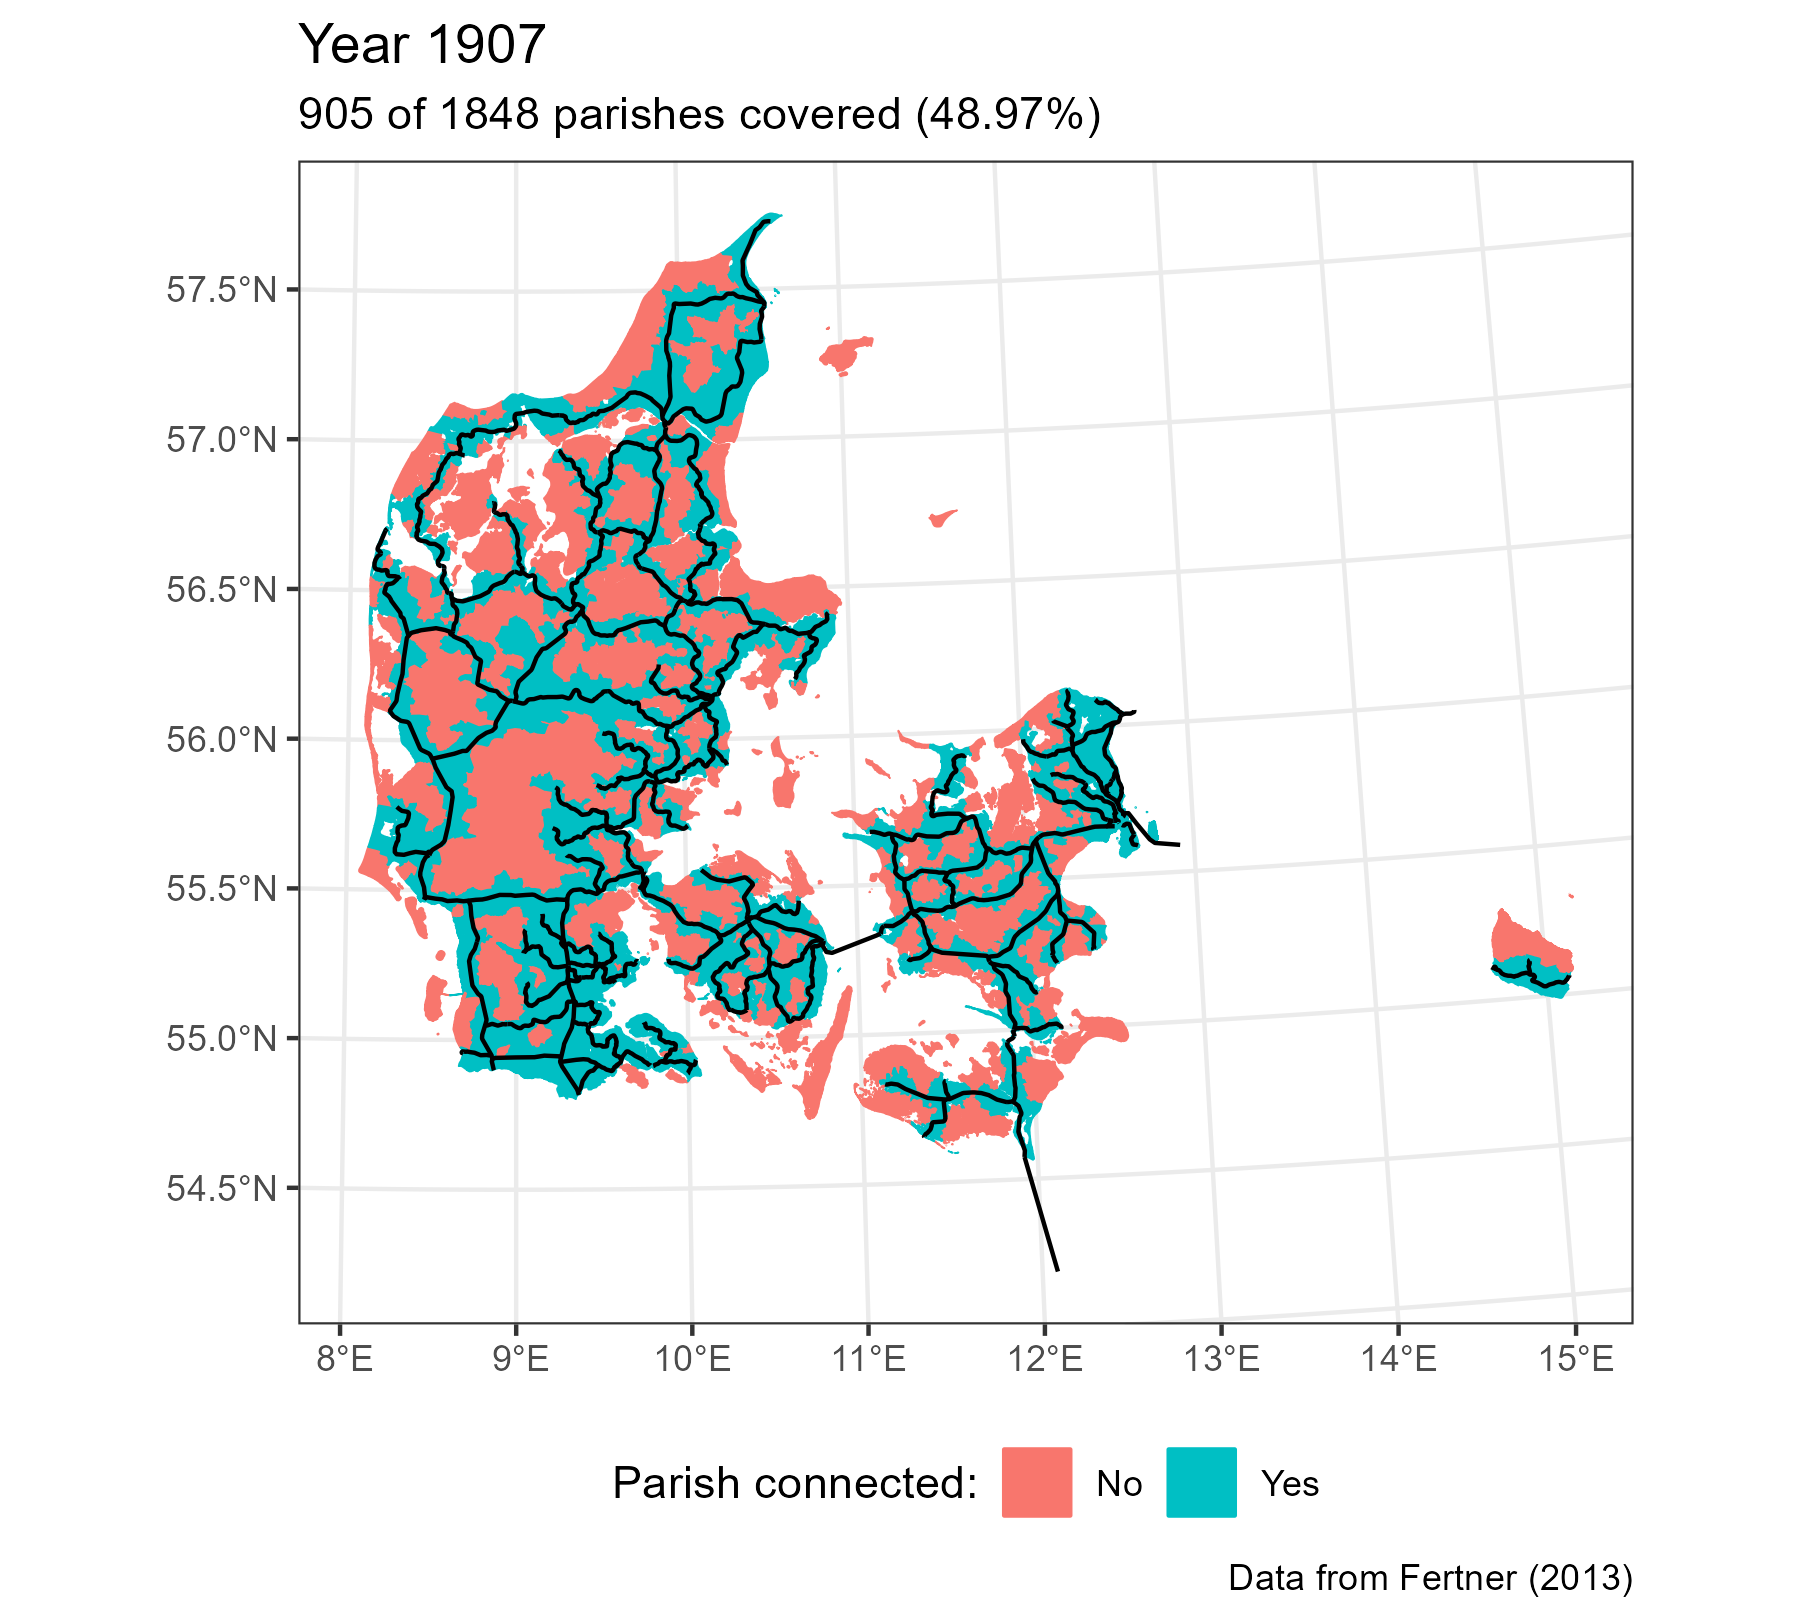 Year 1907
905 of 1848 parishes covered (48.97%)
57.5°N
57.0°N
56.5°N
56.0°N
55.5°N
55.0°N
54.5°N
8°E 9°E 10°E 11°E 12°E 13°E 14°E 15°E
Parish connected: No Yes
Data from Fertner (2013)